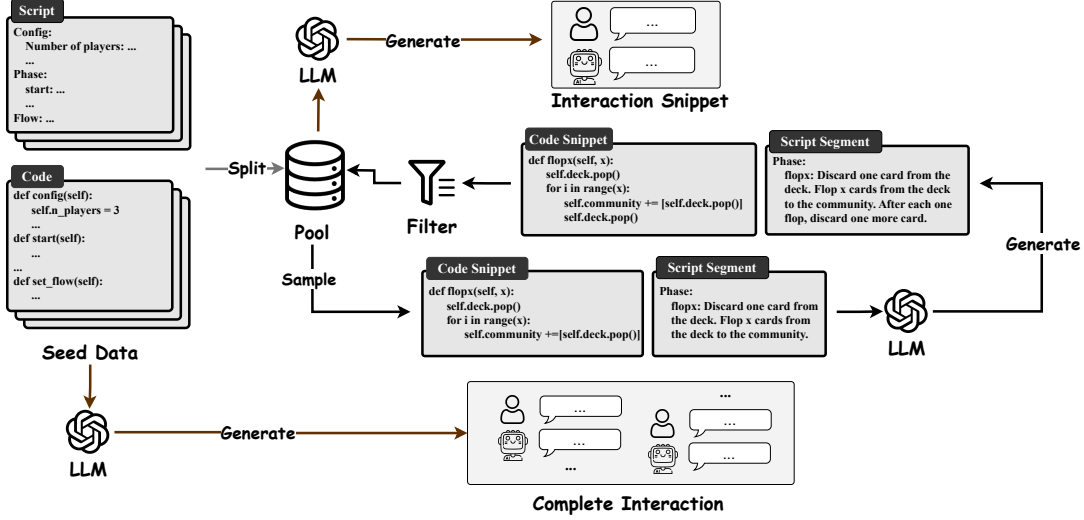 Script
Config:
Number of players: ...
...
Phase:
start: ...
...
Flow: ...
Code
def config(self):
self.n_players = 3
...
def start(self):
...
...
def set_flow(self):
...
Seed Data
LLM
Generate
Split
Pool
LLM
Generate
...
...
Interaction Snippet
Filter
Code Snippet
def flopx(self, x):
self.deck.pop()
for i in range(x):
self.community += [self.deck.pop()]
self.deck.pop()
Script Segment
Phase:
flopx: Discard one card from the
deck. Flop x cards from the deck
to the community. After each one
flop, discard one more card.
Generate
Sample
Code Snippet
def flopx(self, x):
self.deck.pop()
for i in range(x):
self.community +=[self.deck.pop()]
Script Segment
Phase:
flopx: Discard one card from
the deck. Flop x cards from
the deck to the community.
LLM
...
...
...
...
...
...
Complete Interaction